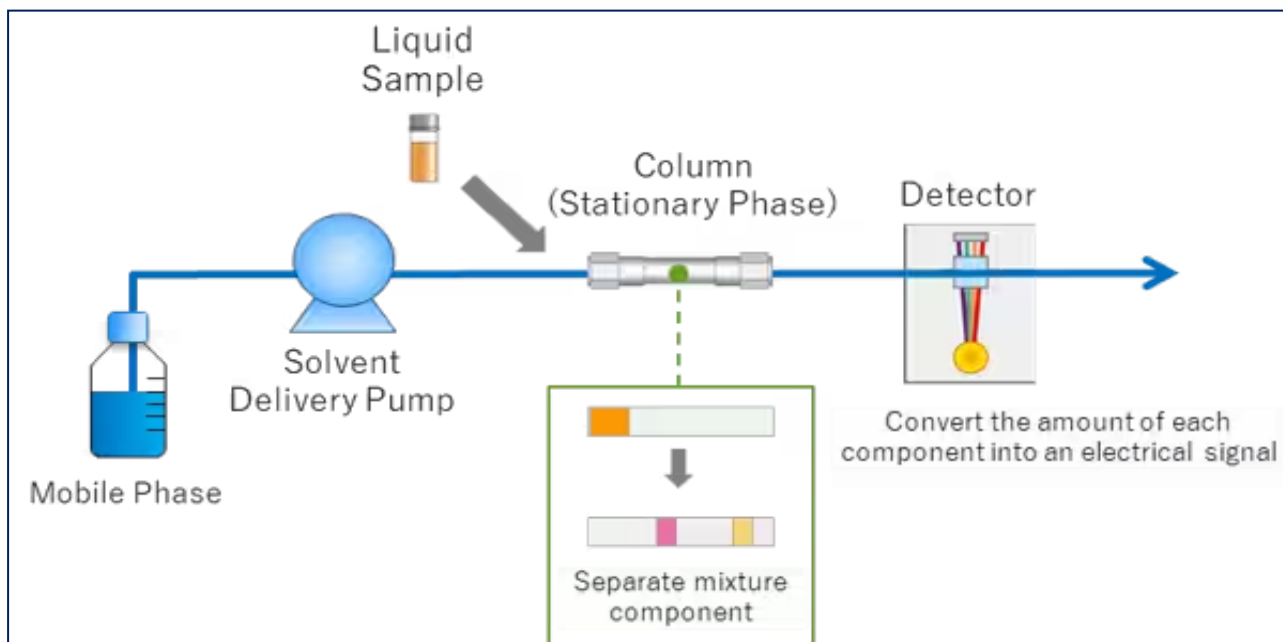 Liquid
Sample
Column
(Stationary Phase)
Detector
Solvent
Delivery Pump
Mobile Phase
Convert the amount of each
component into an electrical signal
Separate mixture
component